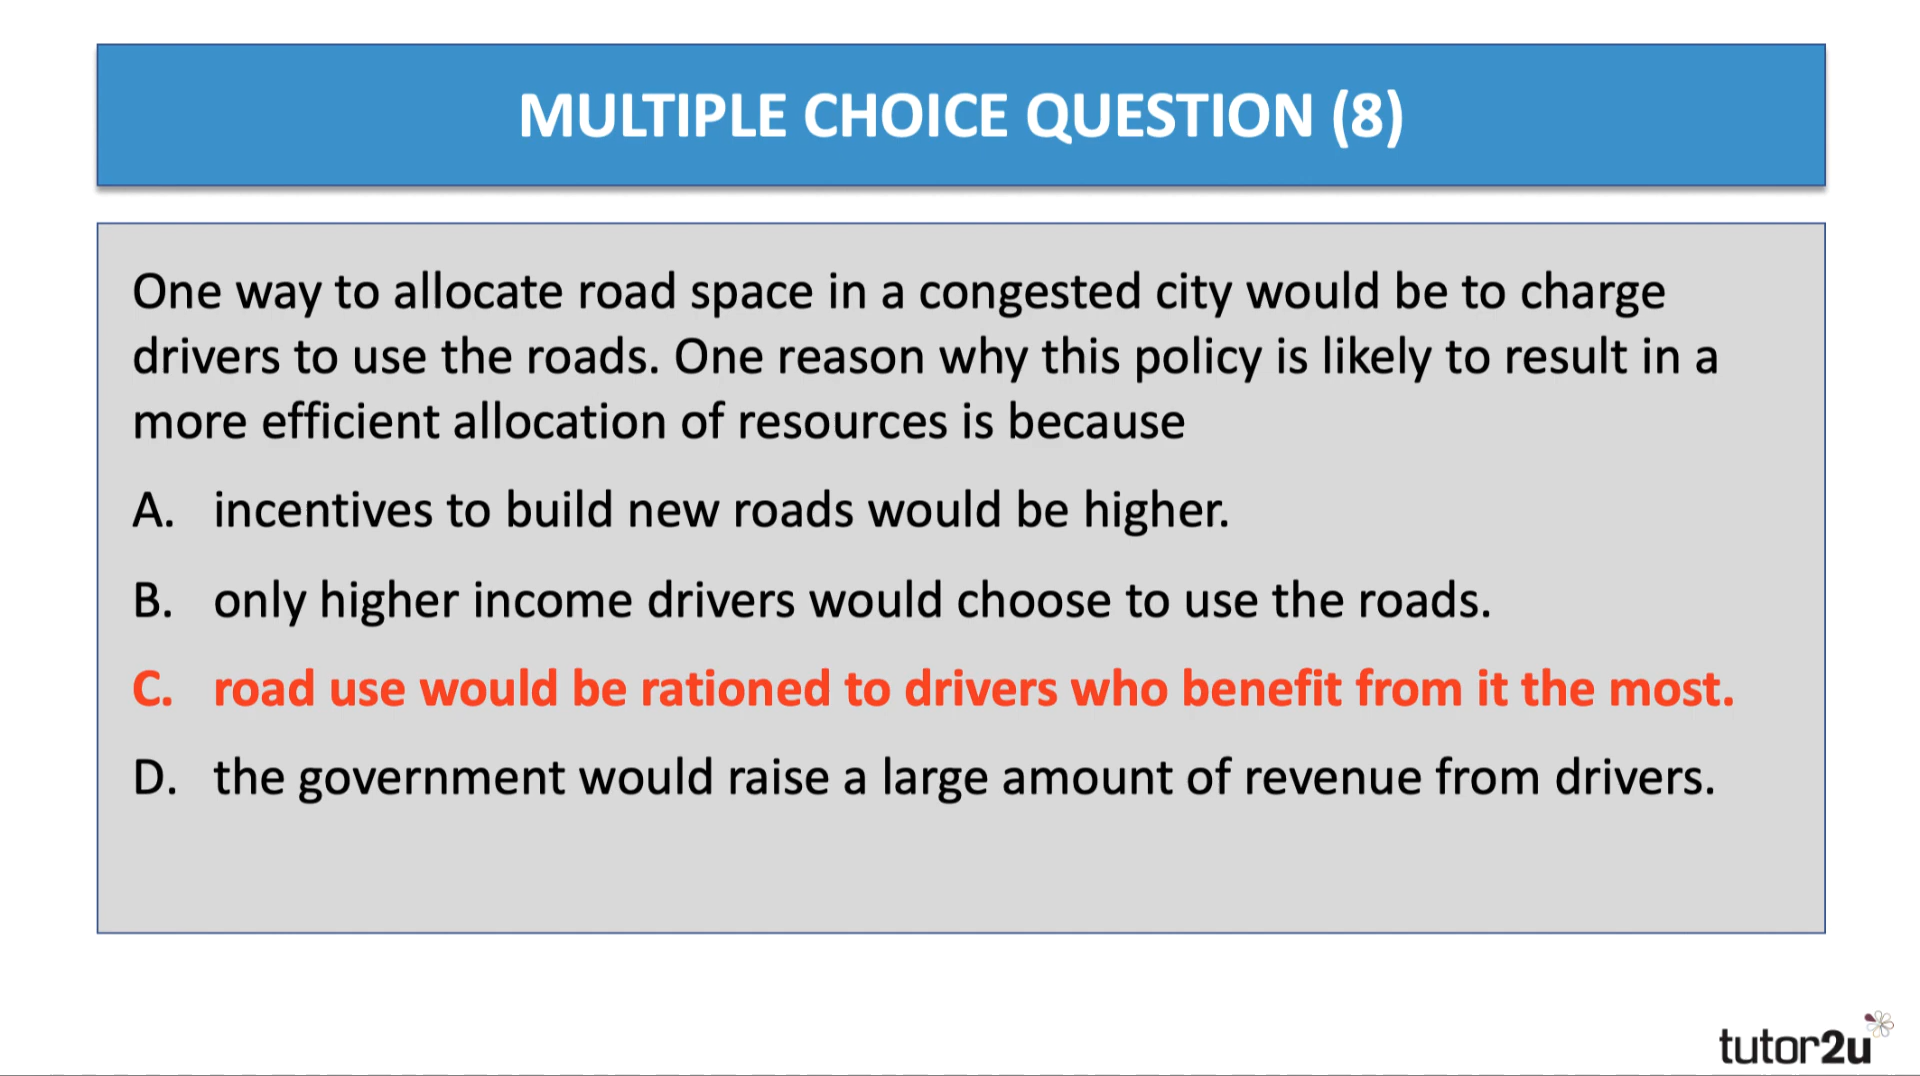 MULTIPLE CHOICE QUESTION (8)
One way to allocate road space in a congested city would be to charge
drivers to use the roads. One reason why this policy is likely to result in a
more efficient allocation of resources is because
A. incentives to build new roads would be higher.
B. only higher income drivers would choose to use the roads.
C. road use would be rationed to drivers who benefit from it the most.
D. the government would raise a large amount of revenue from drivers.
tutor2u